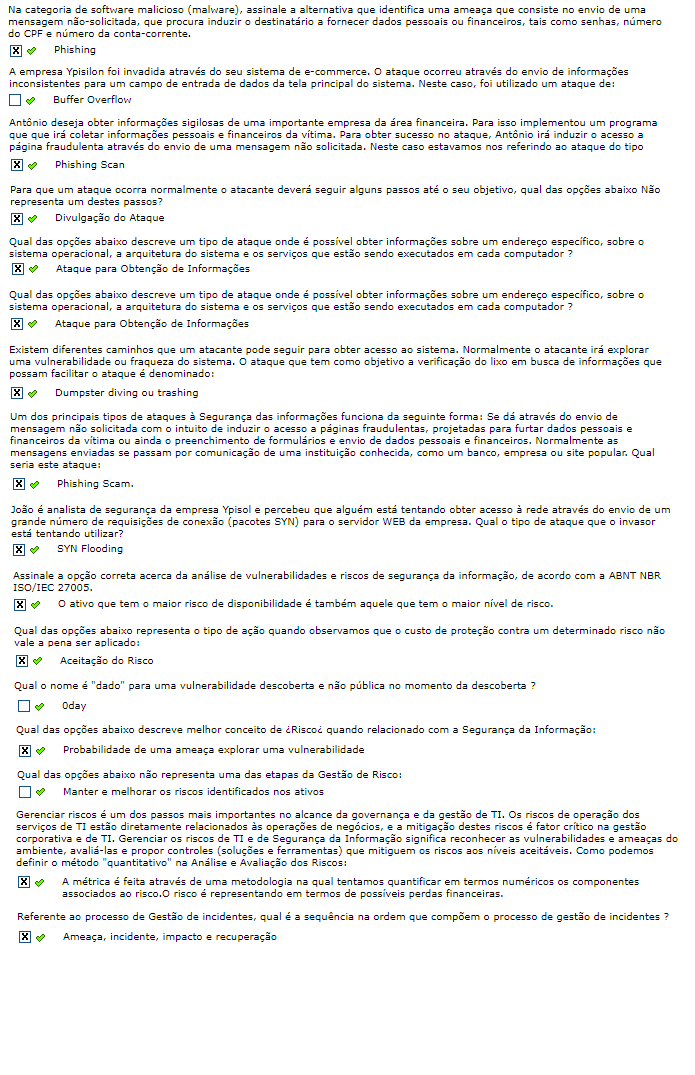 Na categoria de software malicioso (malware), assinale a alternativa que identifica uma ameaça que consiste no envio de uma
mensagem não-solicitada, que procura induzir o destinatário a fornecer dados pessoais ou financeiros, tais como senhas, número
do CPF e número da conta-corrente.
Phishing
A empresa Ypisilon foi invadida através do seu sistema de e-commerce. O ataque ocorreu através do envio de informações
inconsistentes para um campo de entrada de dados da tela principal do sistema. Neste caso, foi utilizado um ataque de:
Buffer Overflow
Antônio deseja obter informações sigilosas de uma importante empresa da área financeira. Para isso implementou um programa
que que irá coletar informações pessoais e financeiros da vítima. Para obter sucesso no ataque, Antônio irá induzir o acesso a
página fraudulenta através do envio de uma mensagem não solicitada. Neste caso estavamos nos referindo ao ataque do tipo
Phishing Scan
Para que um ataque ocorra normalmente o atacante deverá seguir alguns passos até o seu objetivo, qual das opções abaixo Não
representa um destes passos?
Divulgação do Ataque
Qual das opções abaixo descreve um tipo de ataque onde é possível obter informações sobre um endereço específico, sobre o
sistema operacional, a arquitetura do sistema e os serviços que estão sendo executados em cada computador ?
Ataque para Obtenção de Informações
Qual das opções abaixo descreve um tipo de ataque onde é possível obter informações sobre um endereço específico, sobre o
sistema operacional, a arquitetura do sistema e os serviços que estão sendo executados em cada computador ?
Ataque para Obtenção de Informações
Existem diferentes caminhos que um atacante pode seguir para obter acesso ao sistema. Normalmente o atacante irá explorar
uma vulnerabilidade ou fraqueza do sistema. O ataque que tem como objetivo a verificação do lixo em busca de informações que
possam facilitar o ataque é denominado:
Dumpster diving ou trashing
Um dos principais tipos de ataques à Segurança das informações funciona da seguinte forma: Se dá através do envio de
mensagem não solicitada com o intuito de induzir o acesso a páginas fraudulentas, projetadas para furtar dados pessoais e
financeiros da vítima ou ainda o preenchimento de formulários e envio de dados pessoais e financeiros. Normalmente as
mensagens enviadas se passam por comunicação de uma instituição conhecida, como um banco, empresa ou site popular. Qual
seria este ataque:
Phishing Scam.
João é analista de segurança da empresa Ypisol e percebeu que alguém está tentando obter acesso à rede através do envio de um
grande número de requisições de conexão (pacotes SYN) para o servidor WEB da empresa. Qual o tipo de ataque que o invasor
está tentando utilizar?
SYN Flooding
Assinale a opção correta acerca da análise de vulnerabilidades e riscos de segurança da informação, de acordo com a ABNT NBR
ISO/IEC 27005.
O ativo que tem o maior risco de disponibilidade é também aquele que tem o maior nível de risco.
Qual das opções abaixo representa o tipo de ação quando observamos que o custo de proteção contra um determinado risco não
vale a pena ser aplicado:
Aceitação do Risco
Qual o nome é "dado" para uma vulnerabilidade descoberta e não pública no momento da descoberta ?
0day
Qual das opções abaixo descreve melhor conceito de ¿Risco¿ quando relacionado com a Segurança da Informação:
Probabilidade de uma ameaça explorar uma vulnerabilidade
Qual das opções abaixo não representa uma das etapas da Gestão de Risco:
Manter e melhorar os riscos identificados nos ativos
Gerenciar riscos é um dos passos mais importantes no alcance da governança e da gestão de TI. Os riscos de operação dos
serviços de TI estão diretamente relacionados às operações de negócios, e a mitigação destes riscos é fator crítico na gestão
corporativa e de TI. Gerenciar os riscos de TI e de Segurança da Informação significa reconhecer as vulnerabilidades e ameaças do
ambiente, avaliá-las e propor controles (soluções e ferramentas) que mitiguem os riscos aos níveis aceitáveis. Como podemos
definir o método "quantitativo" na Análise e Avaliação dos Riscos:
A métrica é feita através de uma metodologia na qual tentamos quantificar em termos numéricos os componentes
associados ao risco.O risco é representando em termos de possíveis perdas financeiras.
Referente ao processo de Gestão de incidentes, qual é a sequência na ordem que compõem o processo de gestão de incidentes ?
Ameaça, incidente, impacto e recuperação